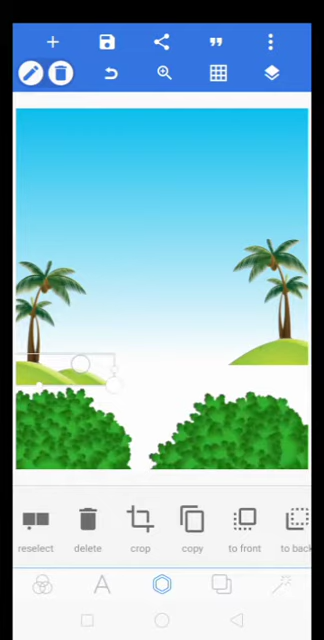 reselect
delete
crop
copy
to front
to back
A